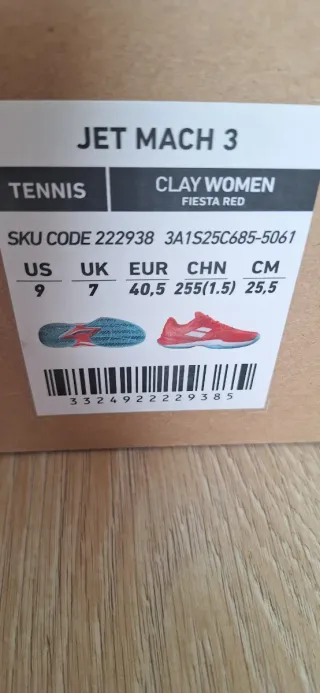 JET MACH 3
TENNIS
CLAY WOMEN
FIESTA RED
SKU CODE 222938 3A1S25C685-5061
US UK EUR CHN CM
9 7 40,5 255(1.5) 25,5
3324922229385